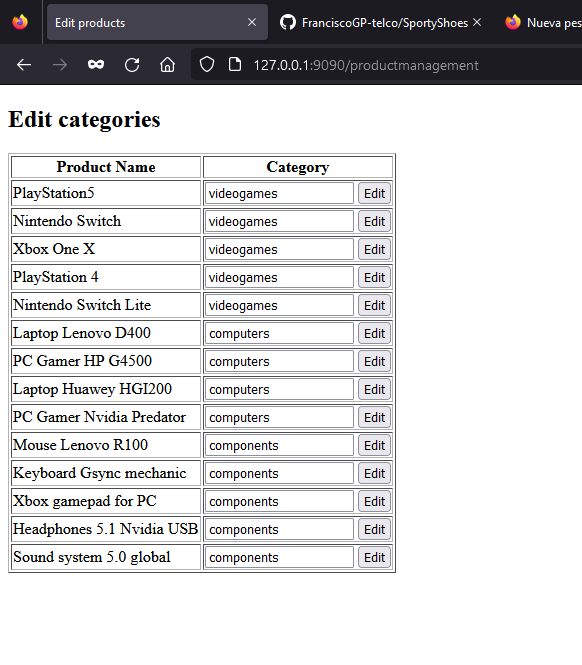 Edit products
FranciscoGP-telco/SportyShoes
Nueva pes
127.0.0.1:9090/productmanagement
Edit categories
Product Name Category
PlayStation5 videogames Edit
Nintendo Switch videogames Edit
Xbox One X videogames Edit
PlayStation 4 videogames Edit
Nintendo Switch Lite videogames Edit
Laptop Lenovo D400 computers Edit
PC Gamer HP G4500 computers Edit
Laptop Huawey HGI200 computers Edit
PC Gamer Nvidia Predator computers Edit
Mouse Lenovo R100 components Edit
Keyboard Gsync mechanic components Edit
Xbox gamepad for PC components Edit
Headphones 5.1 Nvidia USB components Edit
Sound system 5.0 global components Edit